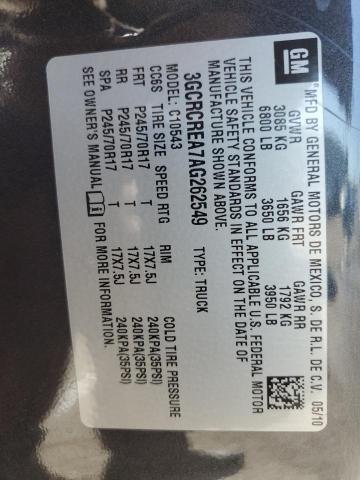 GM
MFD BY GENERAL MOTORS DE MEXICO, S. DE R.L. DE C.V. 05/10
GVWR GAWR FRT GAWR RR
3085 KG 1656 KG 1792 KG
6800 LB 3650 LB 3950 LB
THIS VEHICLE CONFORMS TO ALL APPLICABLE U.S. FEDERAL MOTOR
VEHICLE SAFETY STANDARDS IN EFFECT ON THE DATE OF
MANUFACTURE SHOWN ABOVE.
3GCRCREA7AG262549 TYPE: TRUCK
MODEL: C10543
CC6S TIRE SIZE SPEED RTG RIM COLD TIRE PRESSURE
FRT P245/70R17 T 17X7.5J 240KPA(35PSI)
RR P245/70R17 T 17X7.5J 240KPA(35PSI)
SPA P245/70R17 T 17X7.5J 240KPA(35PSI)
SEE OWNER'S MANUAL FOR MORE INFORMATION.